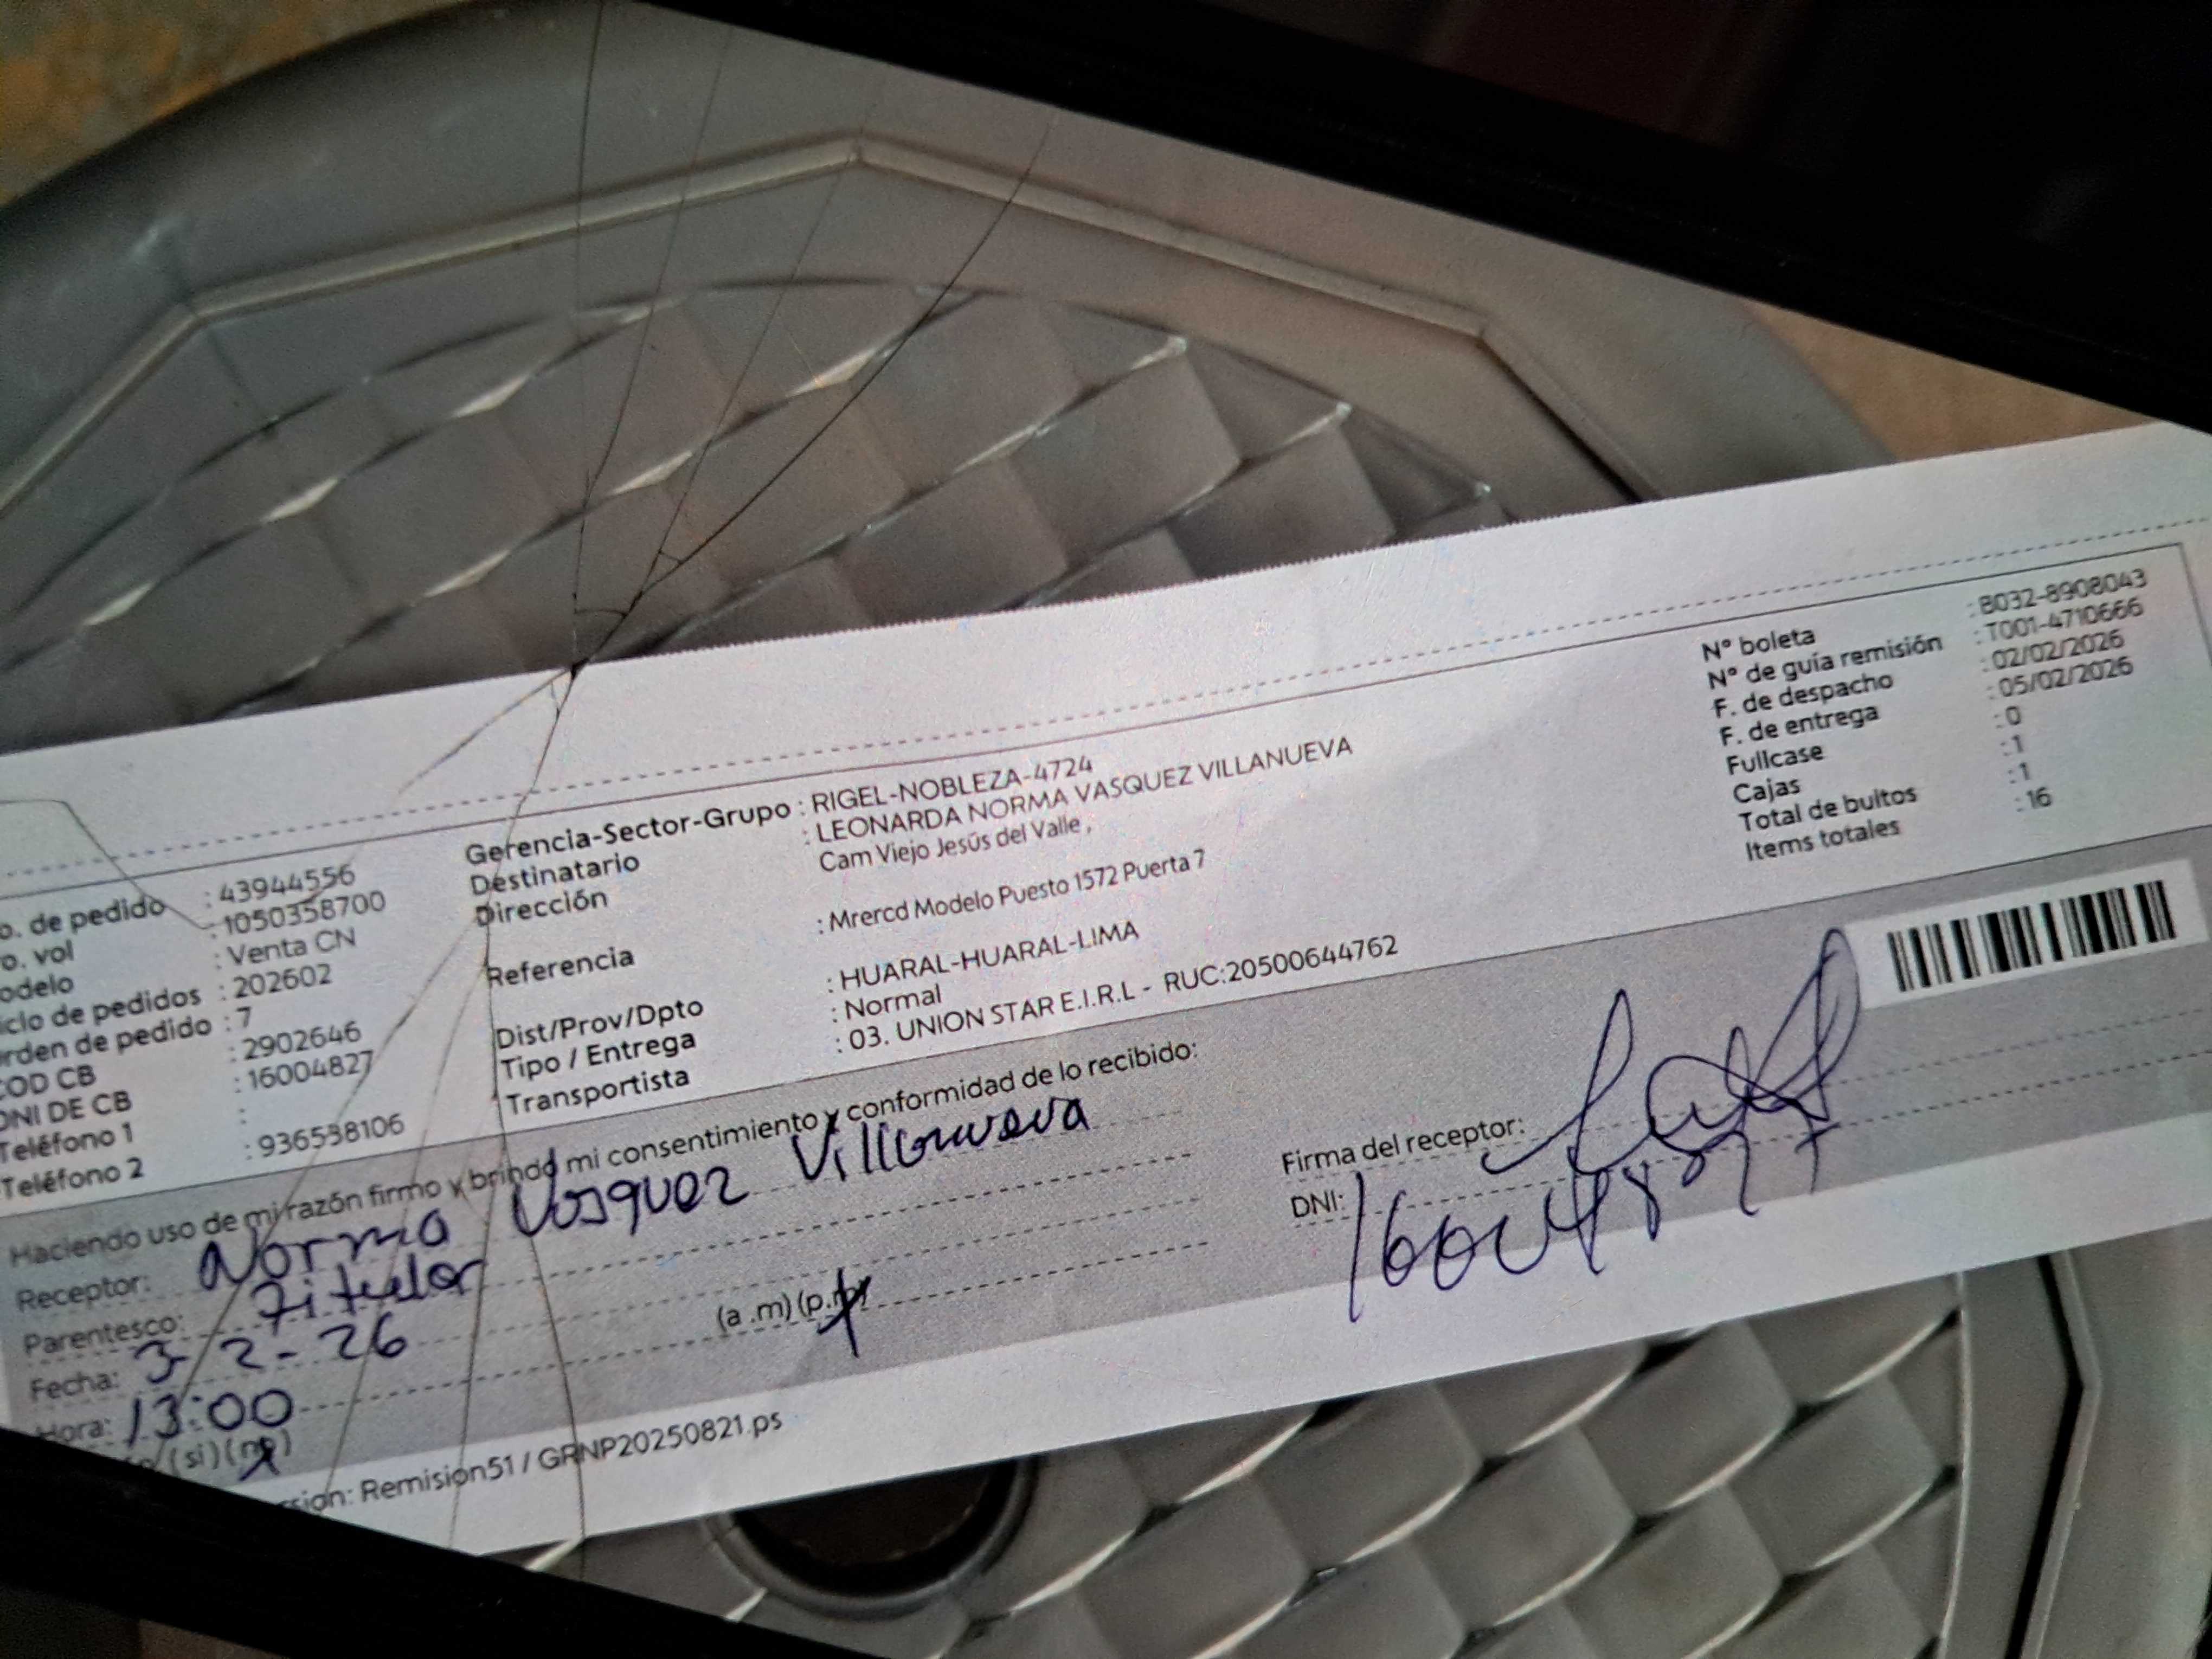 o. de pedido : 43944556
o. vol : 1050358700
odelo : Venta CN
iclo de pedidos : 202602
rden de pedido : 7
COD CB : 2902646
DNI DE CB : 16004827
Teléfono 1 :
Teléfono 2 : 936538106
Gerencia-Sector-Grupo : RIGEL-NOBLEZA-4724
Destinatario : LEONARDA NORMA VASQUEZ VILLANUEVA
Dirección Cam Viejo Jesús del Valle ,
Referencia : Mrercd Modelo Puesto 1572 Puerta 7
Dist/Prov/Dpto : HUARAL-HUARAL-LIMA
Tipo / Entrega : Normal
Transportista : 03. UNION STAR E.I.R.L - RUC:20500644762
N° boleta : B032-8908043
N° de guía remisión : T001-4710666
F. de despacho : 02/02/2026
F. de entrega : 05/02/2026
Fullcase : 0
Cajas : 1
Total de bultos : 1
Items totales : 16
Haciendo uso de mi razón firmo y brindo mi consentimiento y conformidad de lo recibido:
Receptor: Norma Vasquez Villanueva
Parentesco: Titular
Fecha: 3-2-26
Hora: 13:00 (a .m) (p.m)
(si) (no)
Firma del receptor:
DNI: 16004827
sion: Remision51 / GRNP20250821.ps